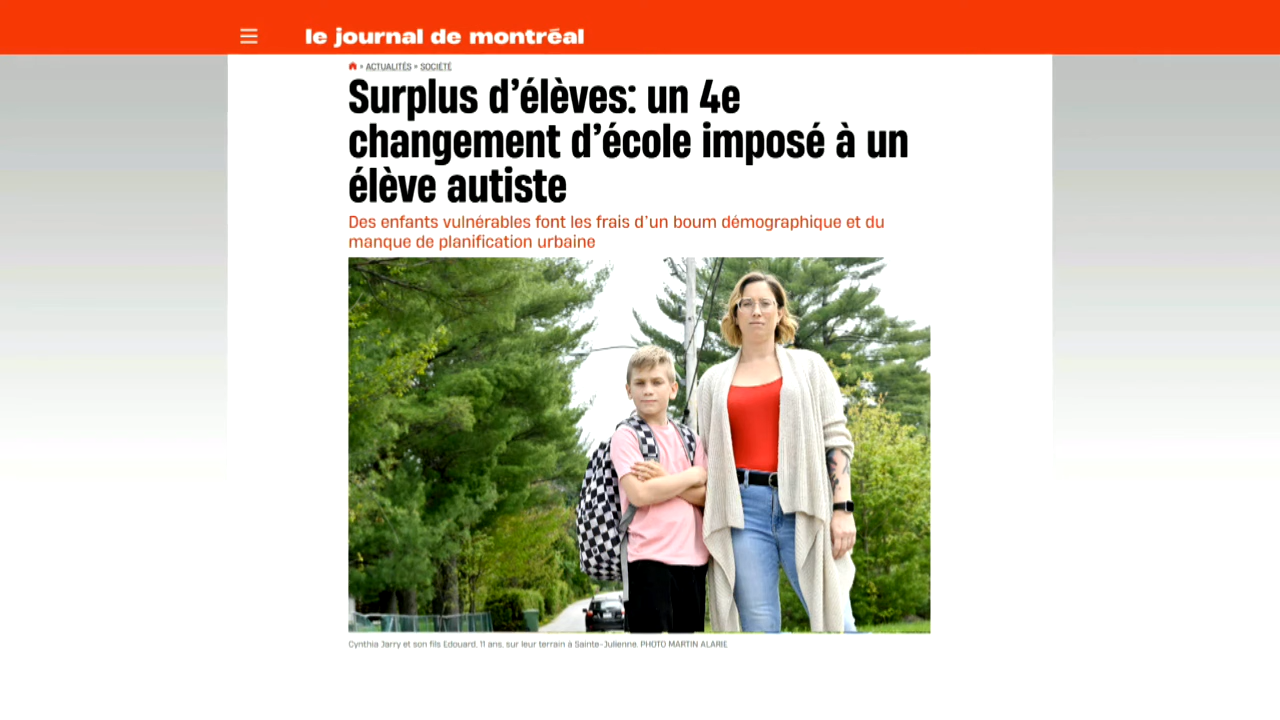 le journal de montréal
» ACTUALITÉS » SOCIÉTÉ
Surplus d’élèves: un 4e
changement d’école imposé à un
élève autiste
Des enfants vulnérables font les frais d’un boum démographique et du
manque de planification urbaine
Cynthia Jarry et son fils Edouard, 11 ans, sur leur terrain à Sainte-Julienne. PHOTO MARTIN ALARIE